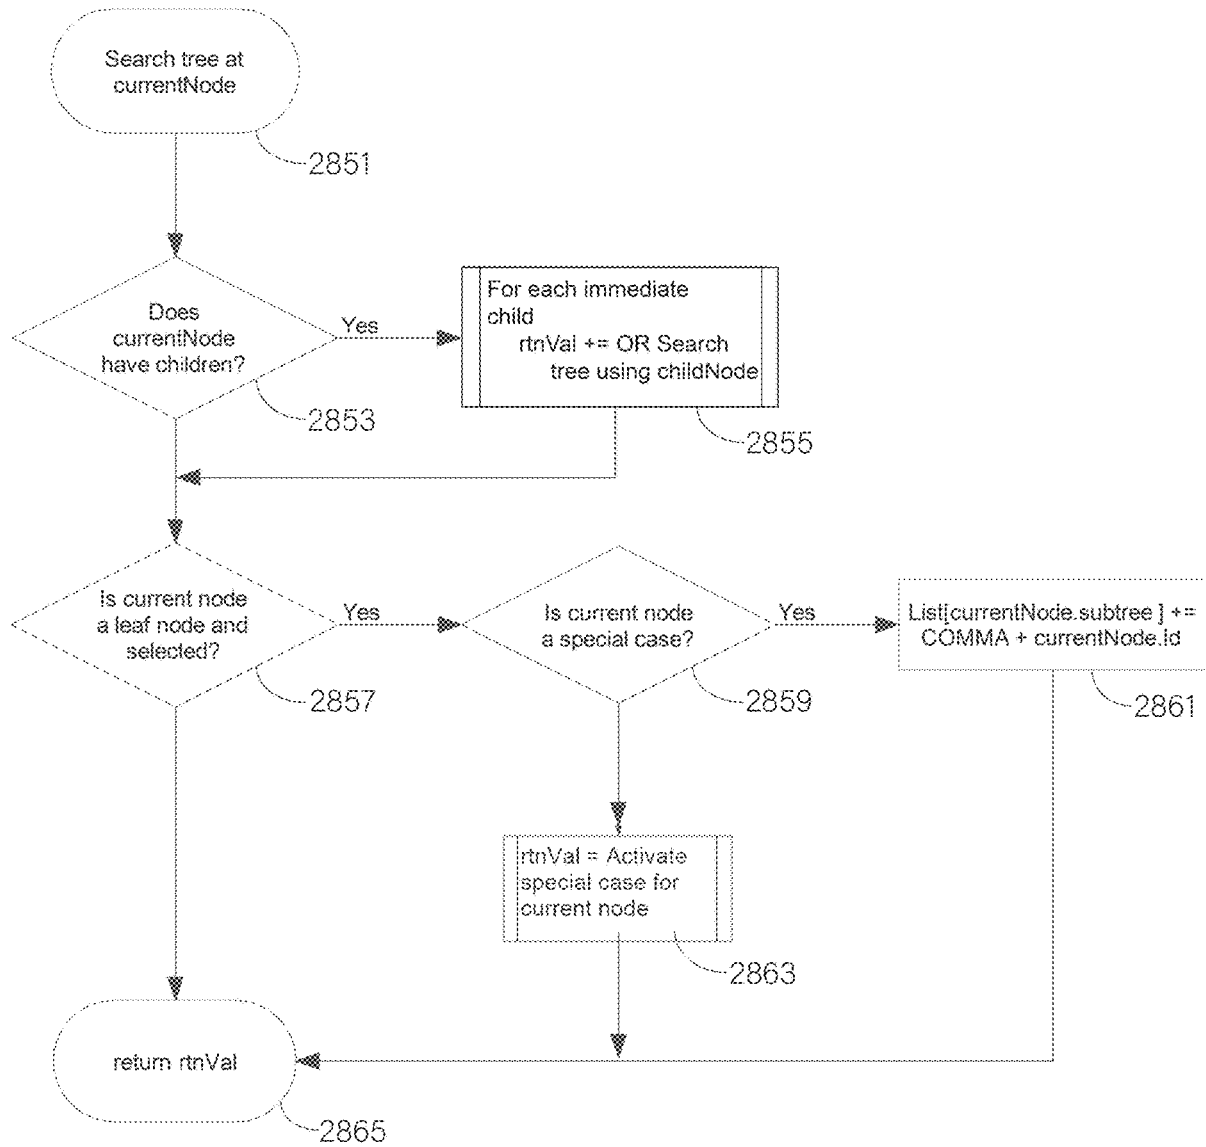 Search tree at
currentNode
2851
Does
currentNode
have children?
Yes
2853
For each immediate
child
rtnVal += OR Search
tree using childNode
2855
Is current node
a leaf node and
selected?
Yes
2857
Is current node
a special case?
Yes
2859
List[currentNode.subtree ] +=
COMMA + currentNode.Id
2861
rtnVal = Activate
special case for
current node
2863
return rtnVal
2865